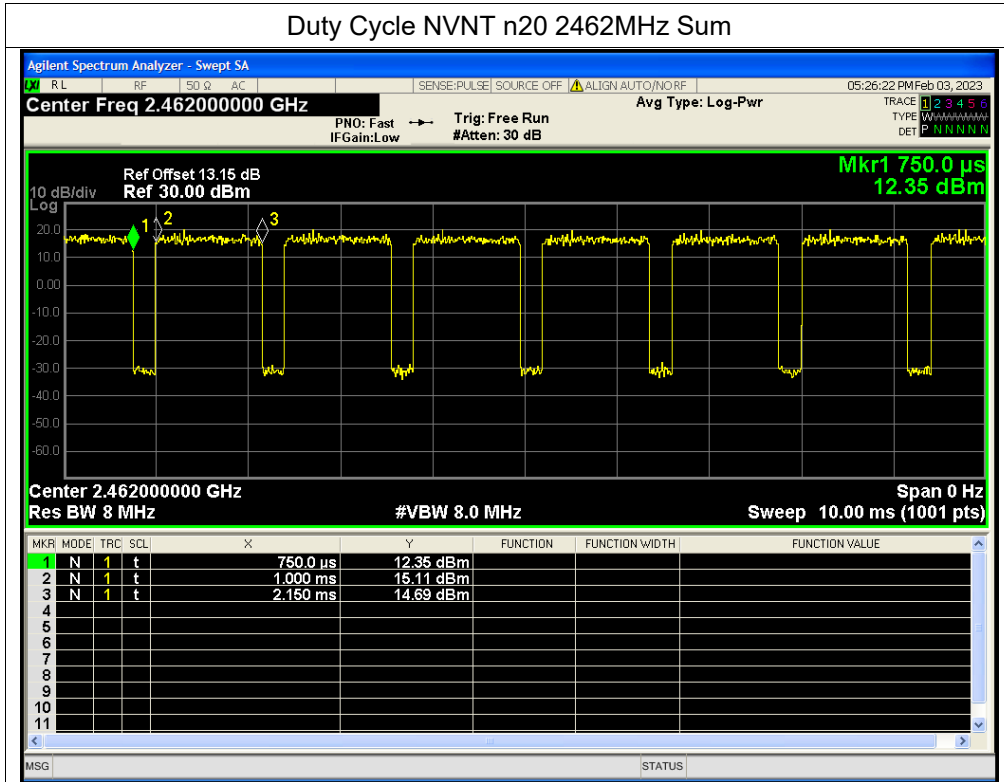 Duty Cycle NVNT n20 2462MHz Sum
Agilent Spectrum Analyzer - Swept SA
LXI RL RF 50 Ω AC SENSE:PULSE SOURCE OFF ALIGN AUTO/NO RF 05:26:22 PM Feb 03, 2023
Center Freq 2.462000000 GHz Avg Type: Log-Pwr TRACE 1 2 3 4 5 6
PNO: Fast Trig: Free Run TYPE WWWWWW
IFGain:Low #Atten: 30 dB DET P N N N N N
Mkr1 750.0 µs
Ref Offset 13.15 dB
10 dB/div Ref 30.00 dBm 12.35 dBm
Log
1 2 3
20.0
10.0
0.00
-10.0
-20.0
-30.0
-40.0
-50.0
-60.0
Center 2.462000000 GHz Span 0 Hz
Res BW 8 MHz #VBW 8.0 MHz Sweep 10.00 ms (1001 pts)
MKR MODE TRC SCL X Y FUNCTION FUNCTION WIDTH FUNCTION VALUE
1 N 1 t 750.0 µs 12.35 dBm
2 N 1 t 1.000 ms 15.11 dBm
3 N 1 t 2.150 ms 14.69 dBm
4
5
6
7
8
9
10
11
MSG STATUS